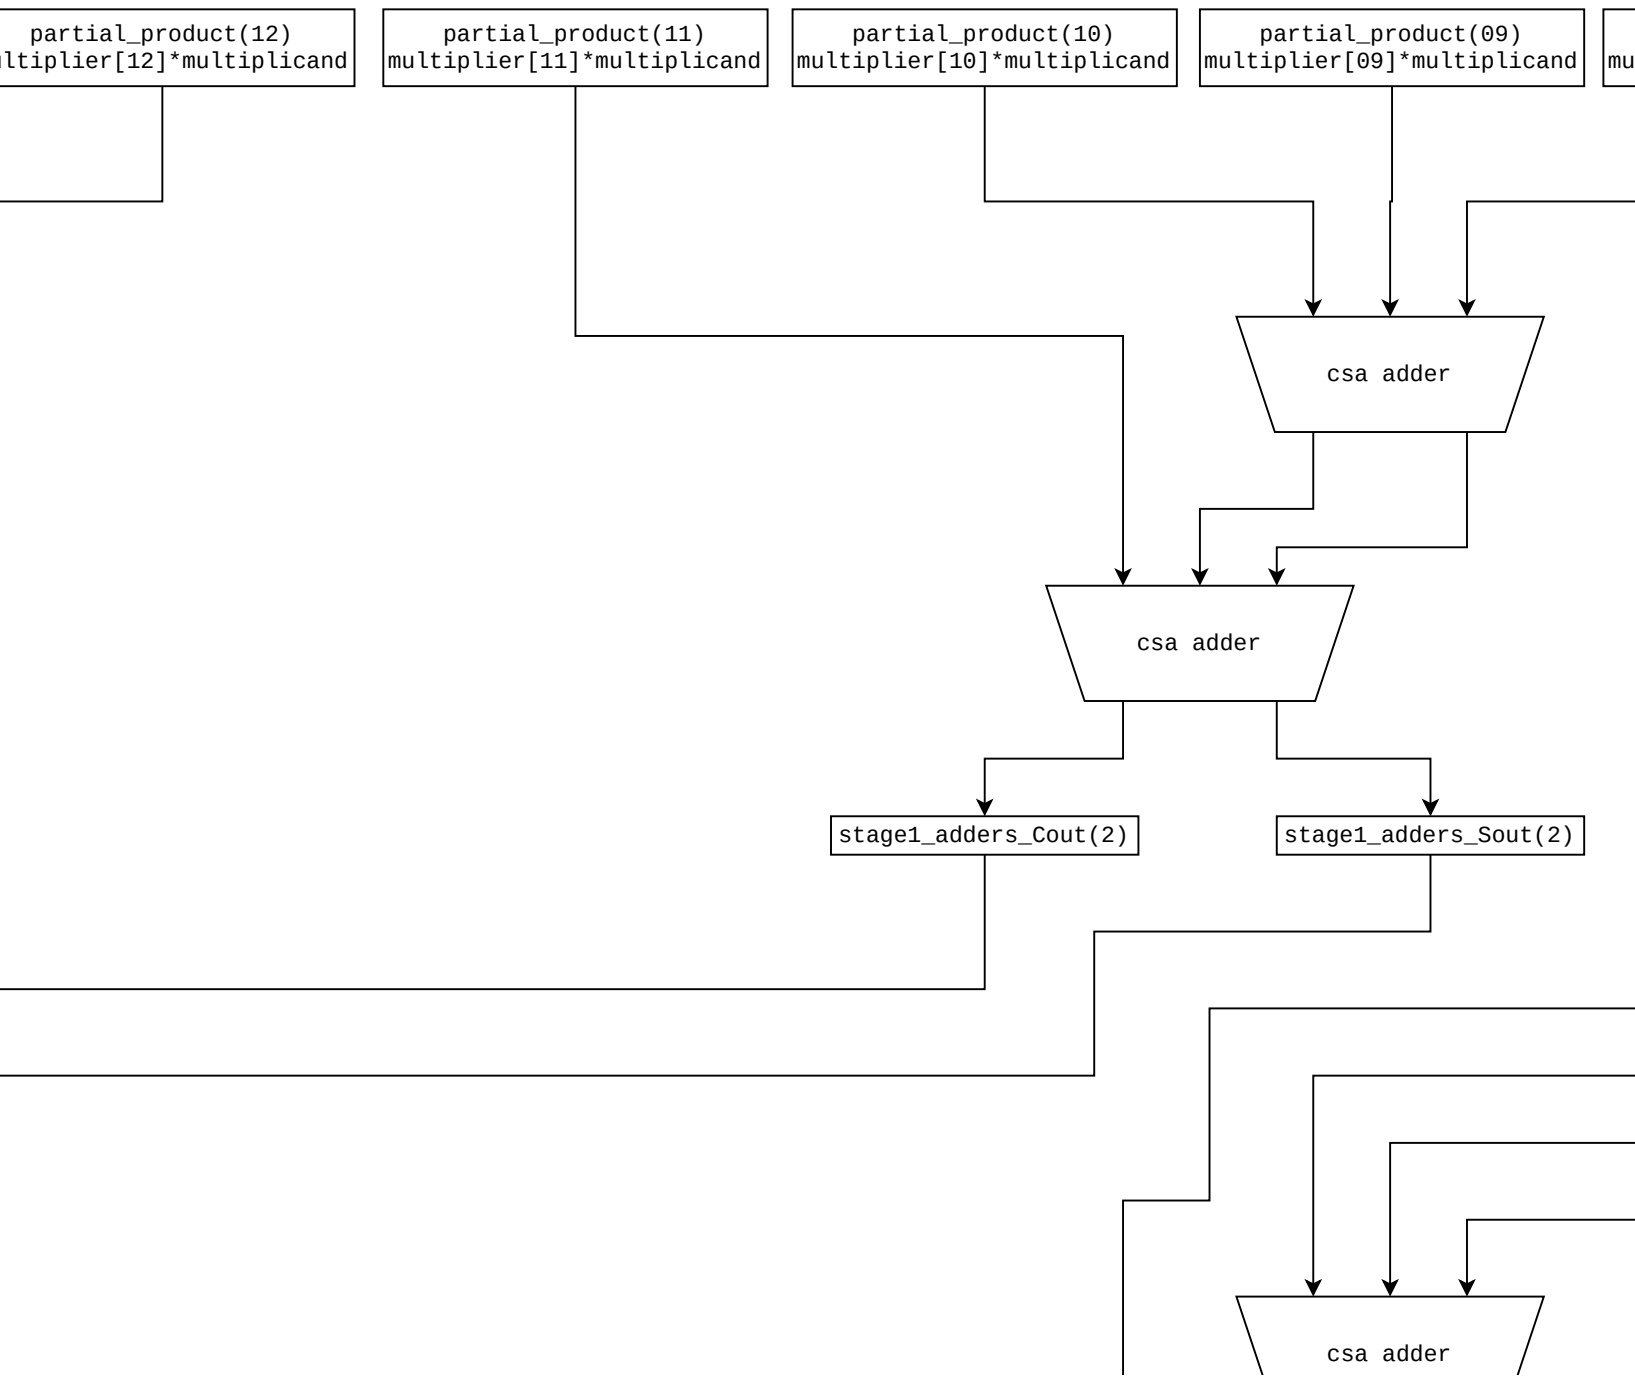 partial_product(12)
ltiplier[12]*multiplicand
partial_product(11)
multiplier[11]*multiplicand
partial_product(10)
multiplier[10]*multiplicand
partial_product(09)
multiplier[09]*multiplicand
mu
csa adder
csa adder
stage1_adders_Cout(2)
stage1_adders_Sout(2)
csa adder